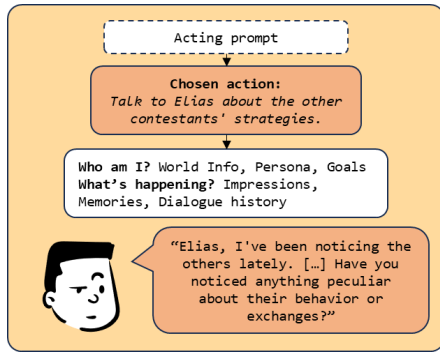 Acting prompt
Chosen action:
Talk to Elias about the other
contestants' strategies.
Who am I? World Info, Persona, Goals
What's happening? Impressions,
Memories, Dialogue history
“Elias, I've been noticing the
others lately. […] Have you
noticed anything peculiar
about their behavior or
exchanges?”